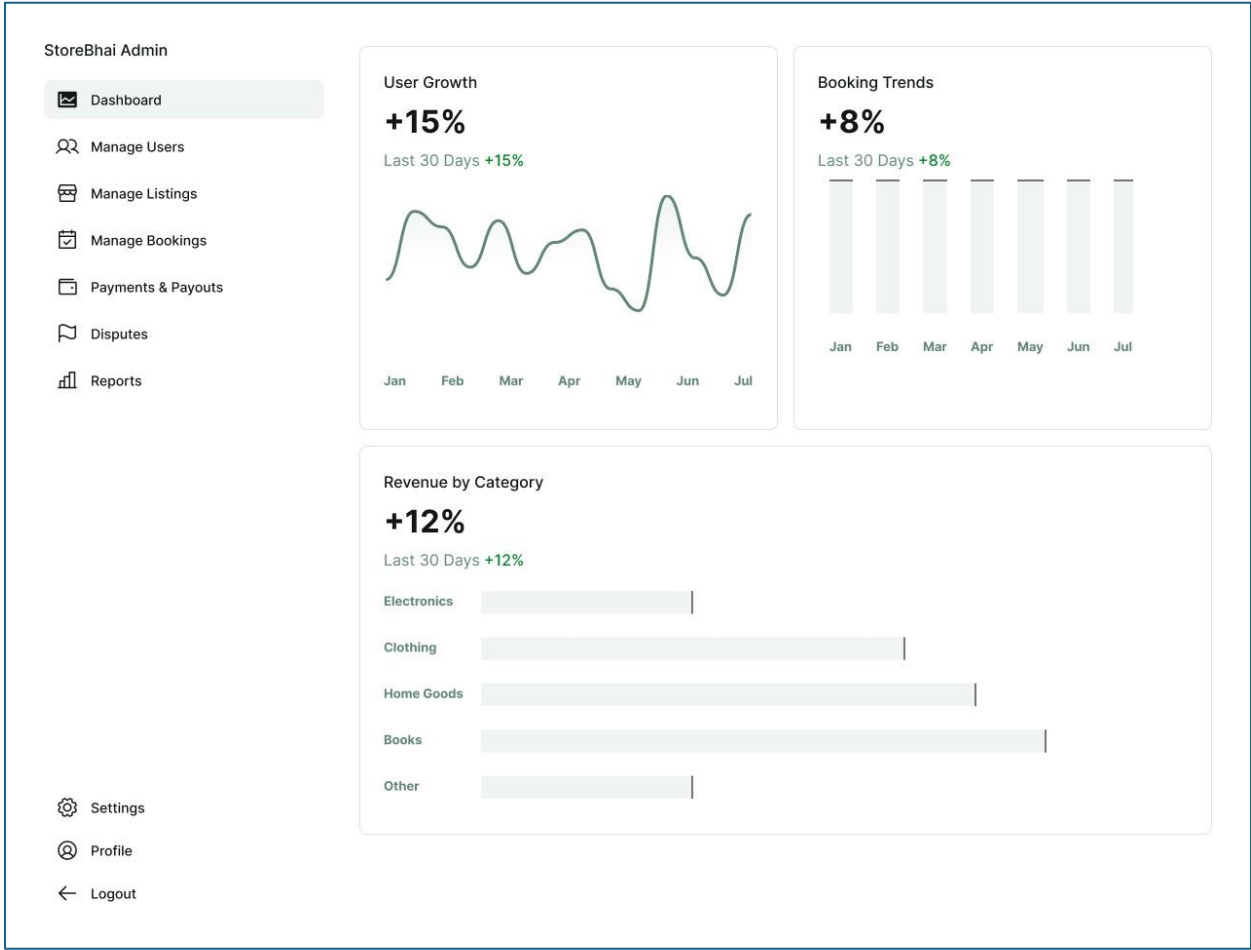 StoreBhai Admin
Dashboard
Manage Users
Manage Listings
Manage Bookings
Payments & Payouts
Disputes
Reports
Settings
Profile
Logout
User Growth
+15%
Last 30 Days +15%
Jan Feb Mar Apr May Jun Jul
Booking Trends
+8%
Last 30 Days +8%
Jan Feb Mar Apr May Jun Jul
Revenue by Category
+12%
Last 30 Days +12%
Electronics
Clothing
Home Goods
Books
Other